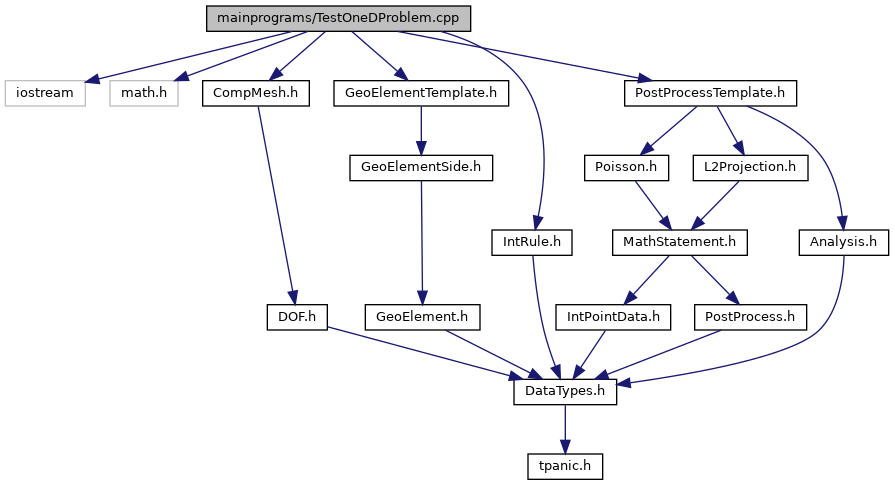 mainprograms/TestOneDProblem.cpp
iostream
math.h
CompMesh.h
GeoElementTemplate.h
PostProcessTemplate.h
GeoElementSide.h
Poisson.h
L2Projection.h
IntRule.h
MathStatement.h
Analysis.h
DOF.h
GeoElement.h
IntPointData.h
PostProcess.h
DataTypes.h
tpanic.h